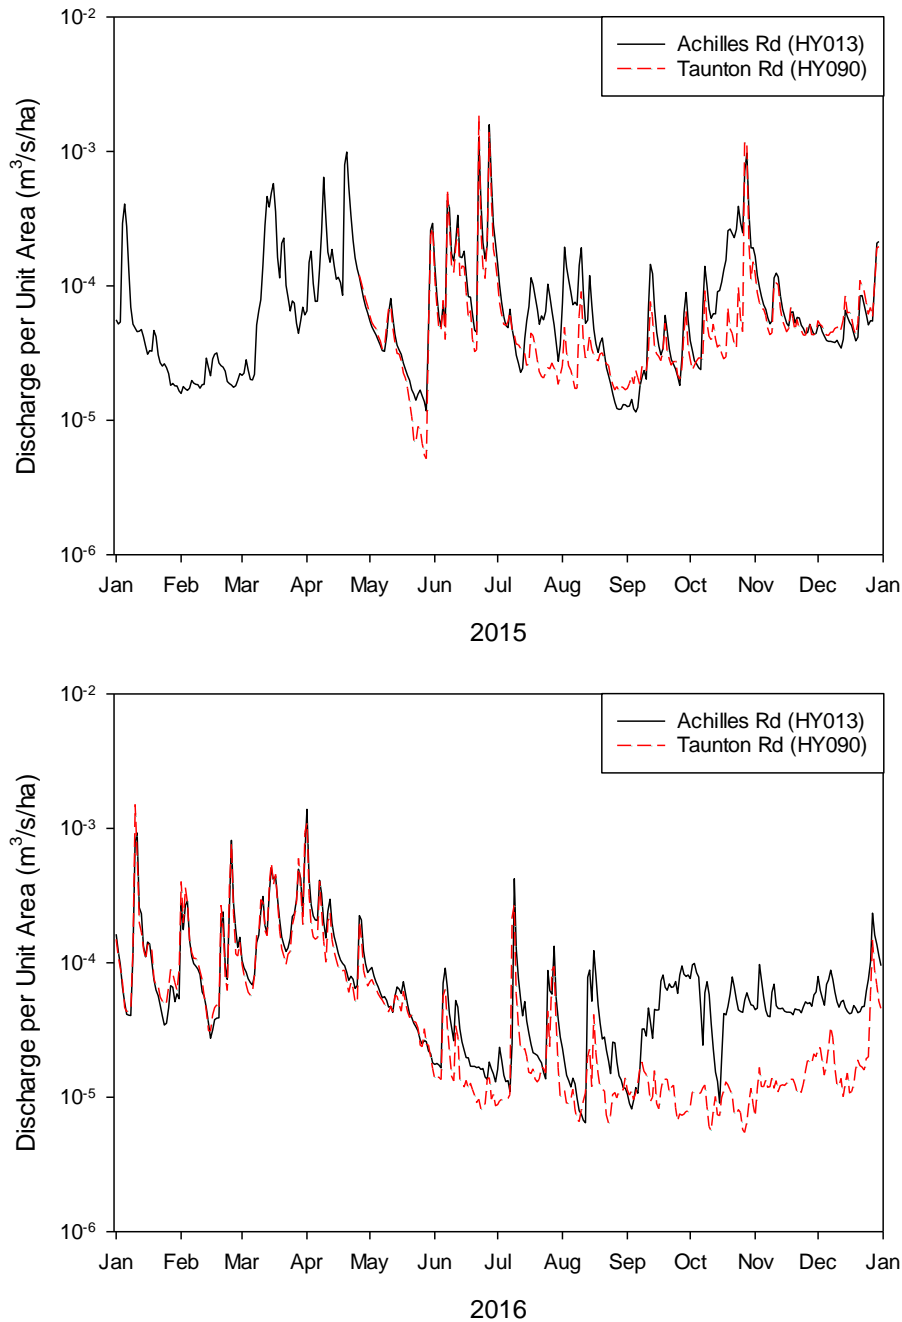 10-2
Achilles Rd (HY013)
Taunton Rd (HY090)
10-3
10-4
10-5
10-6
Discharge per Unit Area (m3/s/ha)
Jan Feb Mar Apr May Jun Jul Aug Sep Oct Nov Dec Jan
2015
10-2
Achilles Rd (HY013)
Taunton Rd (HY090)
10-3
10-4
10-5
10-6
Discharge per Unit Area (m3/s/ha)
Jan Feb Mar Apr May Jun Jul Aug Sep Oct Nov Dec Jan
2016